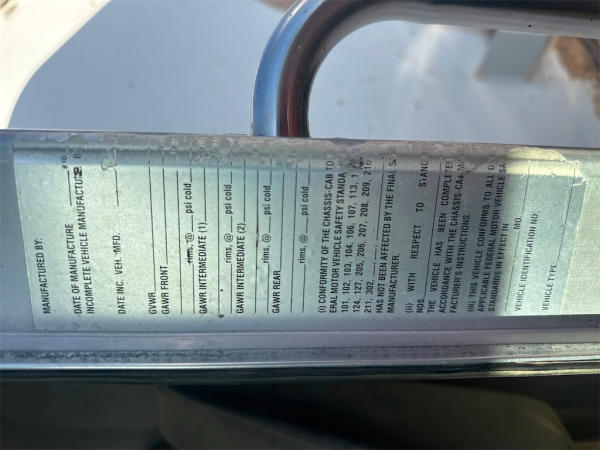 MANUFACTURED BY:
DATE OF MANUFACTURE
INCOMPLETE VEHICLE MANUFACTURE B
DATE INC. VEH. MFD.
GVWR
GAWR FRONT
rims, @ psi cold
GAWR INTERMEDIATE (1)
rims, @ psi cold
GAWR INTERMEDIATE (2)
rims, @ psi cold
GAWR REAR
rims, @ psi cold
(i) CONFORMITY OF THE CHASSIS-CAB TO
ERAL MOTOR VEHICLE SAFETY STANDA
101, 102, 103, 104, 106, 107, 113, 1
124, 127, 205, 206, 207, 208, 209, 210
211, 302,
HAS NOT BEEN AFFECTED BY THE FINAL S
MANUFACTURER.
(ii) WITH RESPECT TO STAND
NOS.
THE VEHICLE HAS BEEN COMPLETE
ACCORDANCE WITH THE CHASSIS-CAB M
FACTURER'S INSTRUCTIONS.
(iii) THIS VEHICLE CONFORMS TO ALL O
APPLICABLE FEDERAL MOTOR VEHICLE SA
STANDARDS IN EFFECT IN
MO.
VEHICLE IDENTIFICATION NO
VEHICLE TYPE